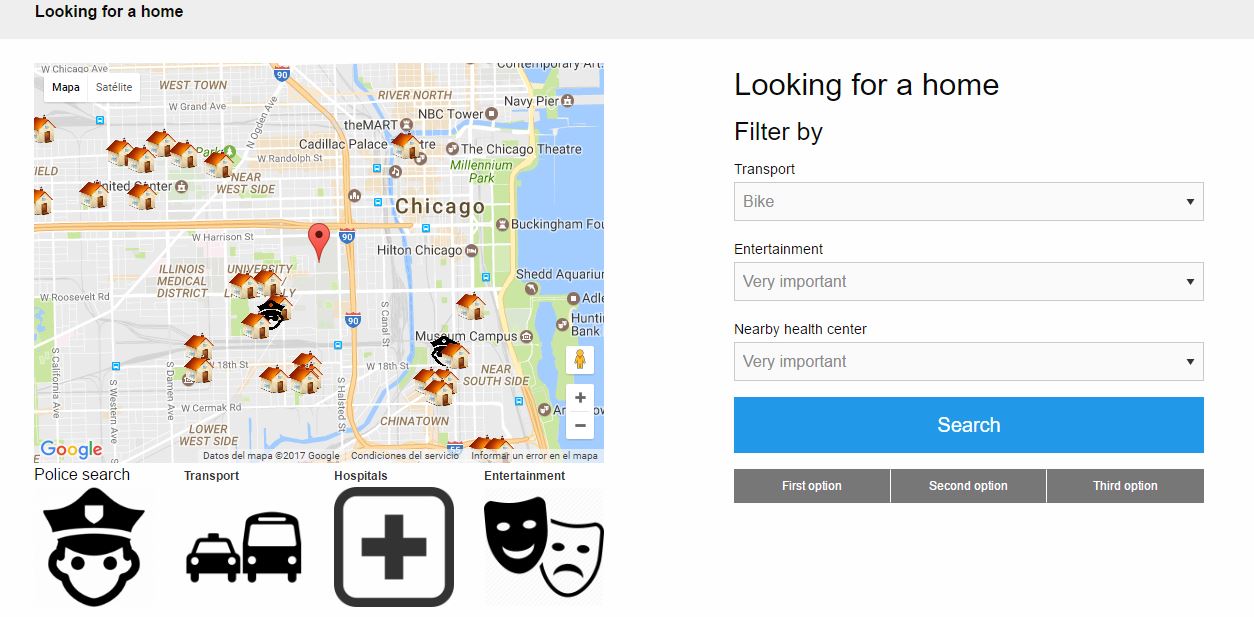 Looking for a home
W Chicago Ave
Contemporary Art
Mapa
Satélite
WEST TOWN
90
RIVER NORTH
Navy Pier
W Grand Ave
N Ogden Ave
NBC Tower
theMART
Cadillac Palace
The Chicago Theatre
Park
W Randolph St
Millennium
Park
NEAR
WEST SIDE
Chicago
Buckingham Fou
W Harrison St
90
Hilton Chicago
ILLINOIS
MEDICAL
DISTRICT
UNIVERSITY
Shedd Aquarium
W Roosevelt Rd
Adle
90
S Canal St
Hunti
Bank
Museum Campus
S California Ave
S Western Ave
S Damen Ave
W 18th St
W 18th St
S Halsted St
NEAR
SOUTH SIDE
W Cermak Rd
LOWER
WEST SIDE
CHINATOWN
+
−
55
Google
Datos del mapa ©2017 Google
Condiciones del servicio
Informar un error en el mapa
Police search
Transport
Hospitals
Entertainment
Looking for a home
Filter by
Transport
Bike
Entertainment
Very important
Nearby health center
Very important
Search
First option
Second option
Third option